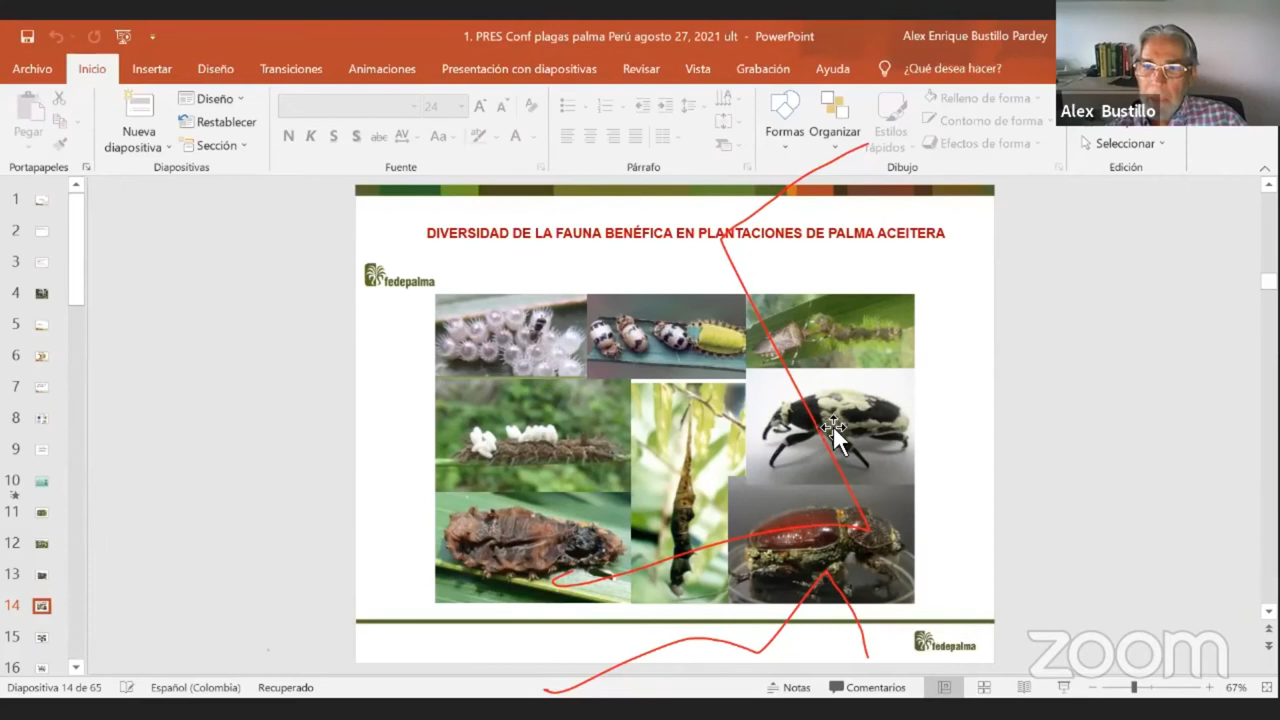 1. PRES Conf plagas palma Perú agosto 27, 2021 ult - PowerPoint
Alex Enrique Bustillo Pardey
Archivo Inicio Insertar Diseño Transiciones Animaciones Presentación con diapositivas Revisar Vista Grabación Ayuda ¿Qué desea hacer?
Alex Bustillo
Pegar
Nueva diapositiva
Diseño
Restablecer
Sección
24
N K S S abc AV Aa A
Formas
Organizar
Estilos rápidos
Relleno de forma
Contorno de forma
Efectos de forma
Seleccionar
Portapapeles Diapositivas Fuente Párrafo Dibujo Edición
1
2
3
4
5
6
7
8
9
10
11
12
13
14
15
16
DIVERSIDAD DE LA FAUNA BENÉFICA EN PLANTACIONES DE PALMA ACEITERA
fedepalma
fedepalma
zoom
Diapositiva 14 de 65 Español (Colombia) Recuperado Notas Comentarios 67%